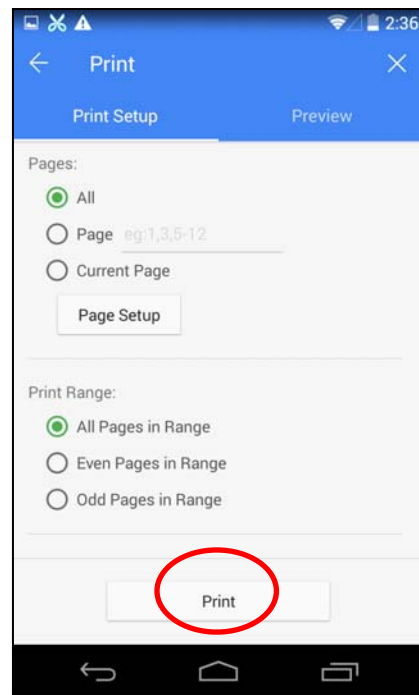 2:36
Print
Print Setup Preview
Pages:
All
Page eg:1,3,5-12
Current Page
Page Setup
Print Range:
All Pages in Range
Even Pages in Range
Odd Pages in Range
Print